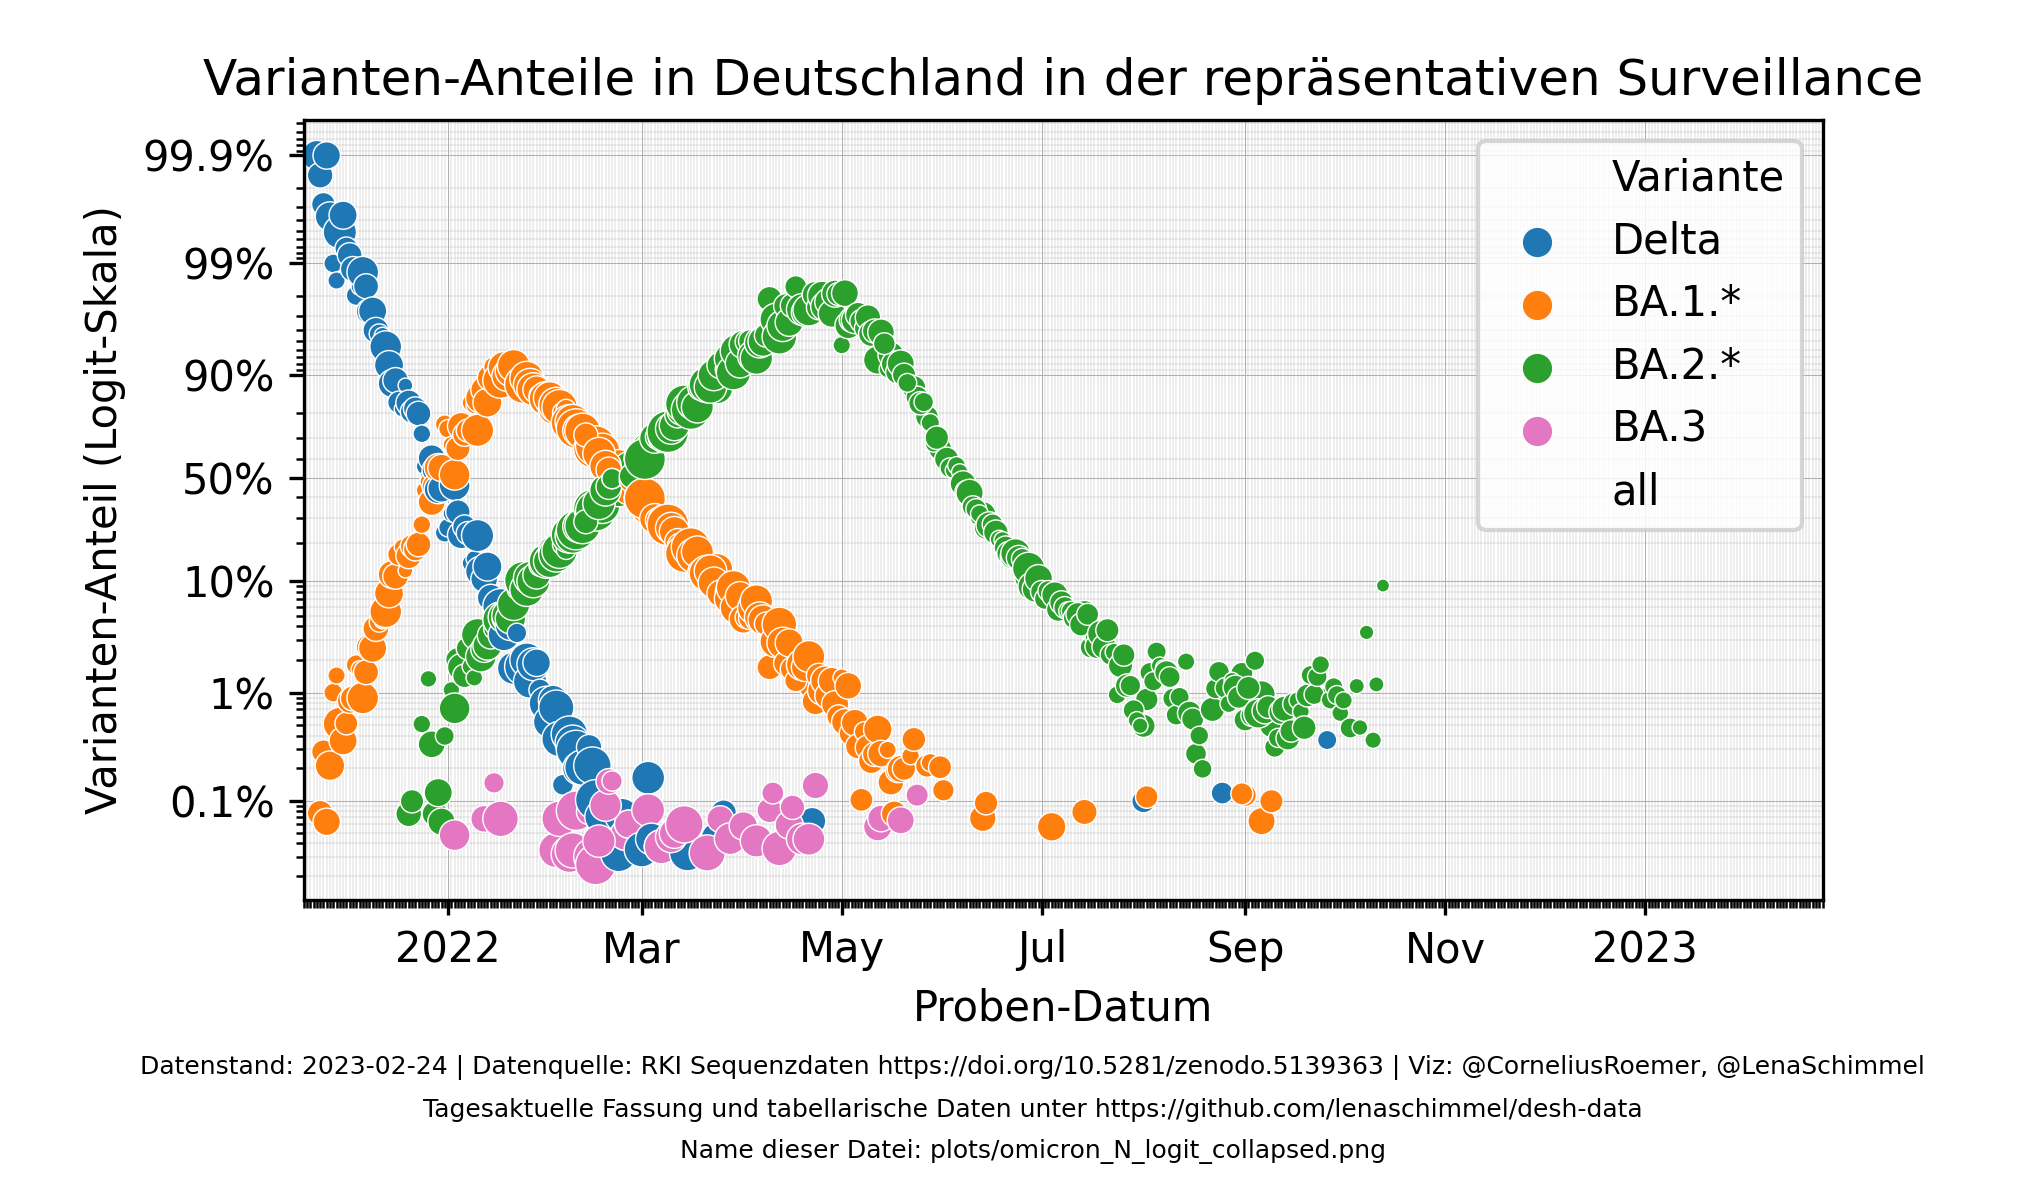 Varianten-Anteile in Deutschland in der repräsentativen Surveillance
Varianten-Anteil (Logit-Skala)
99.9%
99%
90%
50%
10%
1%
0.1%
Variante
Delta
BA.1.*
BA.2.*
BA.3
all
2022 Mar May Jul Sep Nov 2023
Proben-Datum
Datenstand: 2023-02-24 | Datenquelle: RKI Sequenzdaten https://doi.org/10.5281/zenodo.5139363 | Viz: @CorneliusRoemer, @LenaSchimmel
Tagesaktuelle Fassung und tabellarische Daten unter https://github.com/lenaschimmel/desh-data
Name dieser Datei: plots/omicron_N_logit_collapsed.png